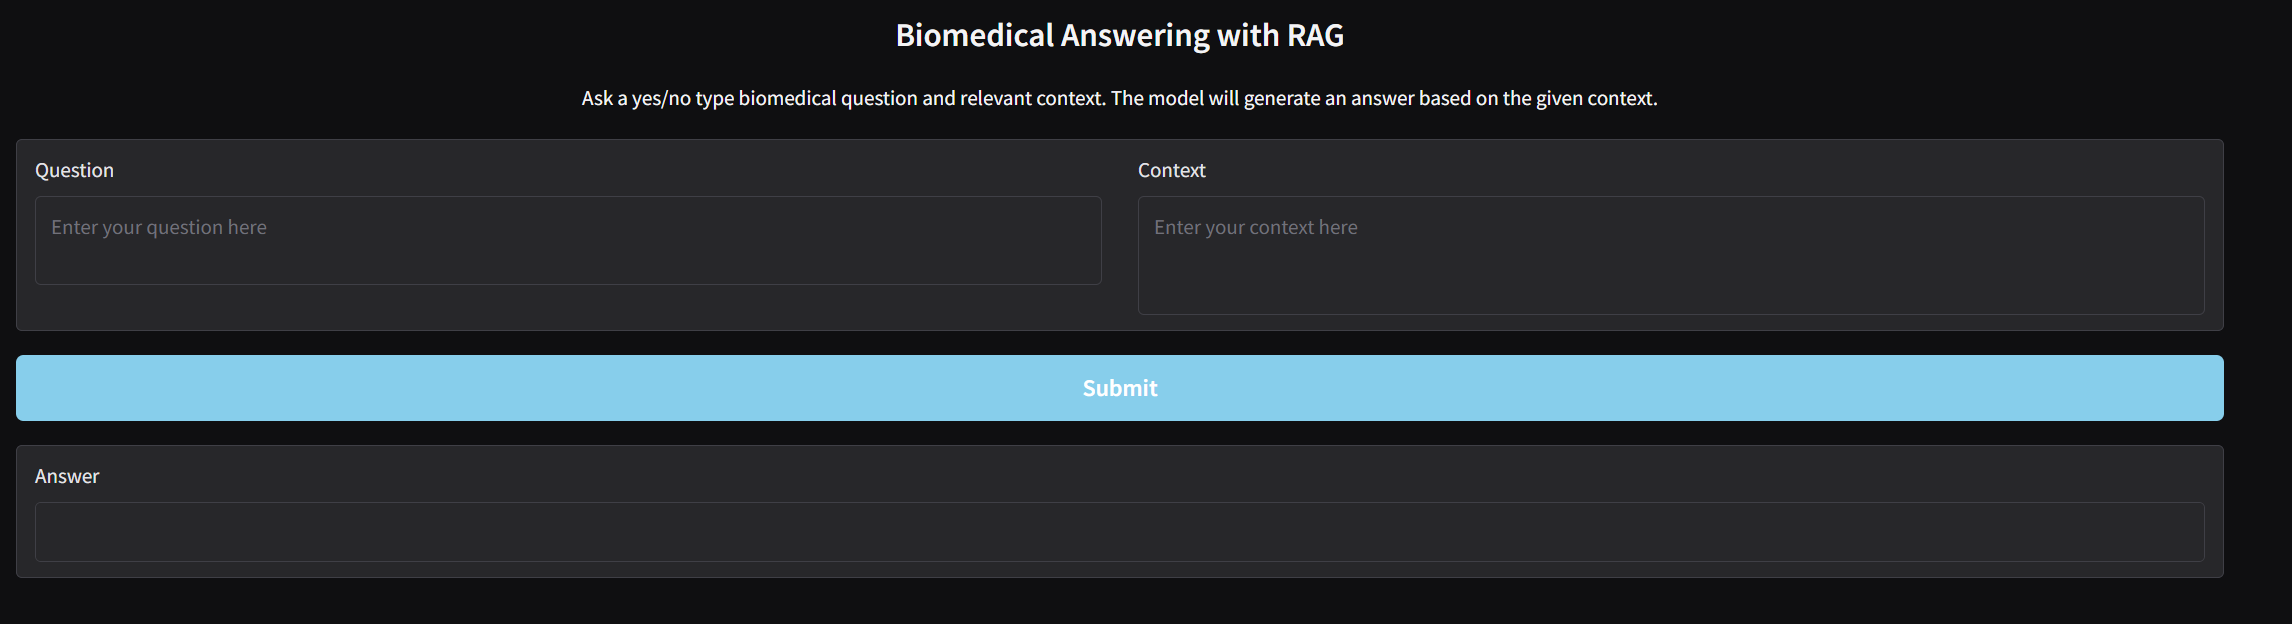 Biomedical Answering with RAG
Ask a yes/no type biomedical question and relevant context. The model will generate an answer based on the given context.
Question
Enter your question here
Context
Enter your context here
Submit
Answer